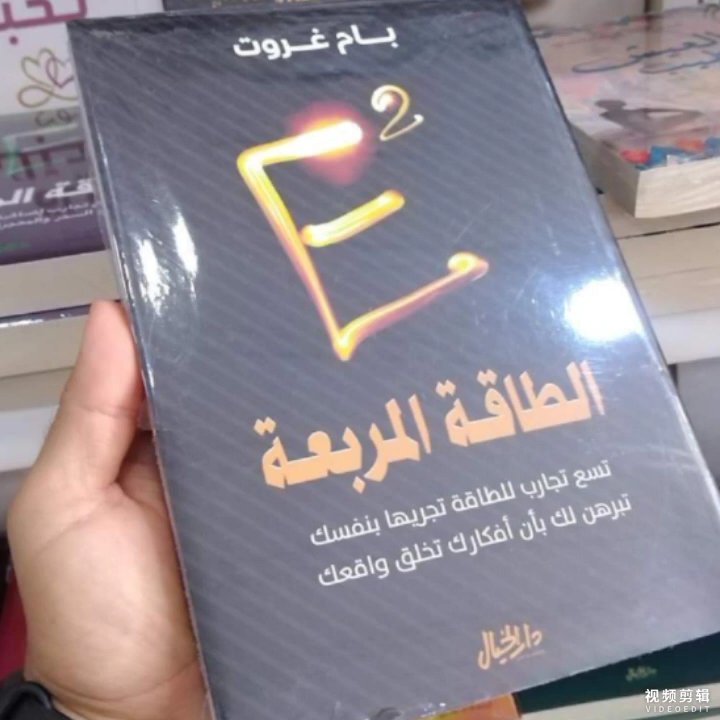 بام غروت
E²
الطاقة المربعة
تسع تجارب للطاقة تجريها بنفسك
تبرهن لك بأن أفكارك تخلق واقعك
دار الخيال
视频剪辑
VIDEOEDIT